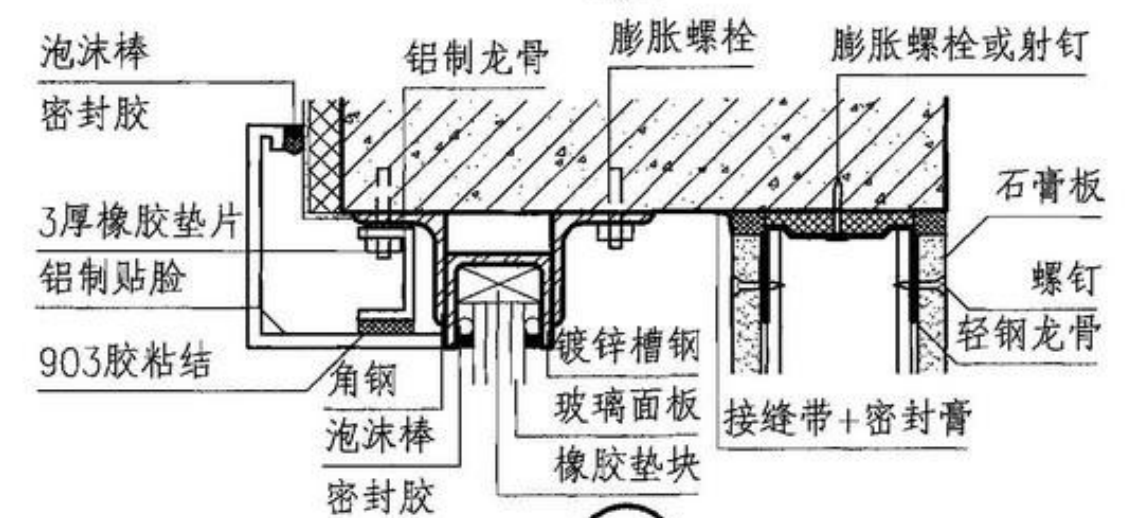 泡沫棒
密封胶
铝制龙骨
膨胀螺栓
膨胀螺栓或射钉
3厚橡胶垫片
铝制贴脸
903胶粘结
角钢
泡沫棒
密封胶
镀锌槽钢
玻璃面板
橡胶垫块
接缝带+密封膏
石膏板
螺钉
轻钢龙骨